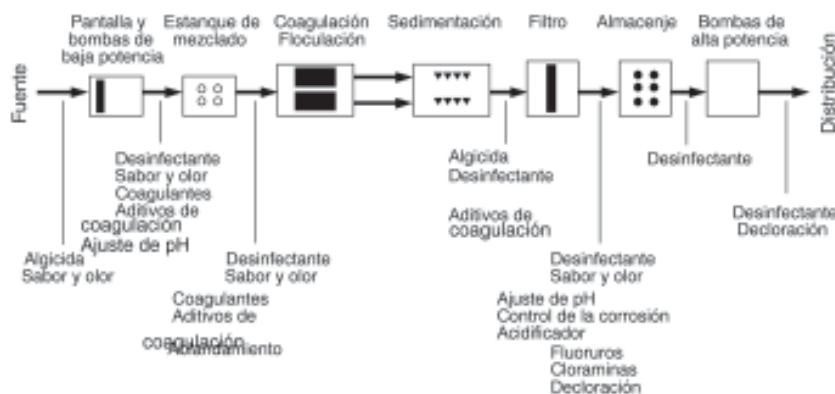 Pantalla y
bombas de
baja potencia
Estanque de
mezclado
Coagulación
Floculación
Sedimentación
Filtro
Almacenje
Bombas de
alta potencia
Fuente
Distribución
Desinfectante
Sabor y olor
Coagulantes
Aditivos de
coagulación
Ajuste de pH
Algicida
Sabor y olor
Desinfectante
Sabor y olor
Coagulantes
Aditivos de
coagulación
Ablandamiento
Algicida
Desinfectante
Aditivos de
coagulación
Desinfectante
Sabor y olor
Ajuste de pH
Control de la corrosión
Acidificador
Fluoruros
Cloraminas
Decloración
Desinfectante
Desinfectante
Decloración